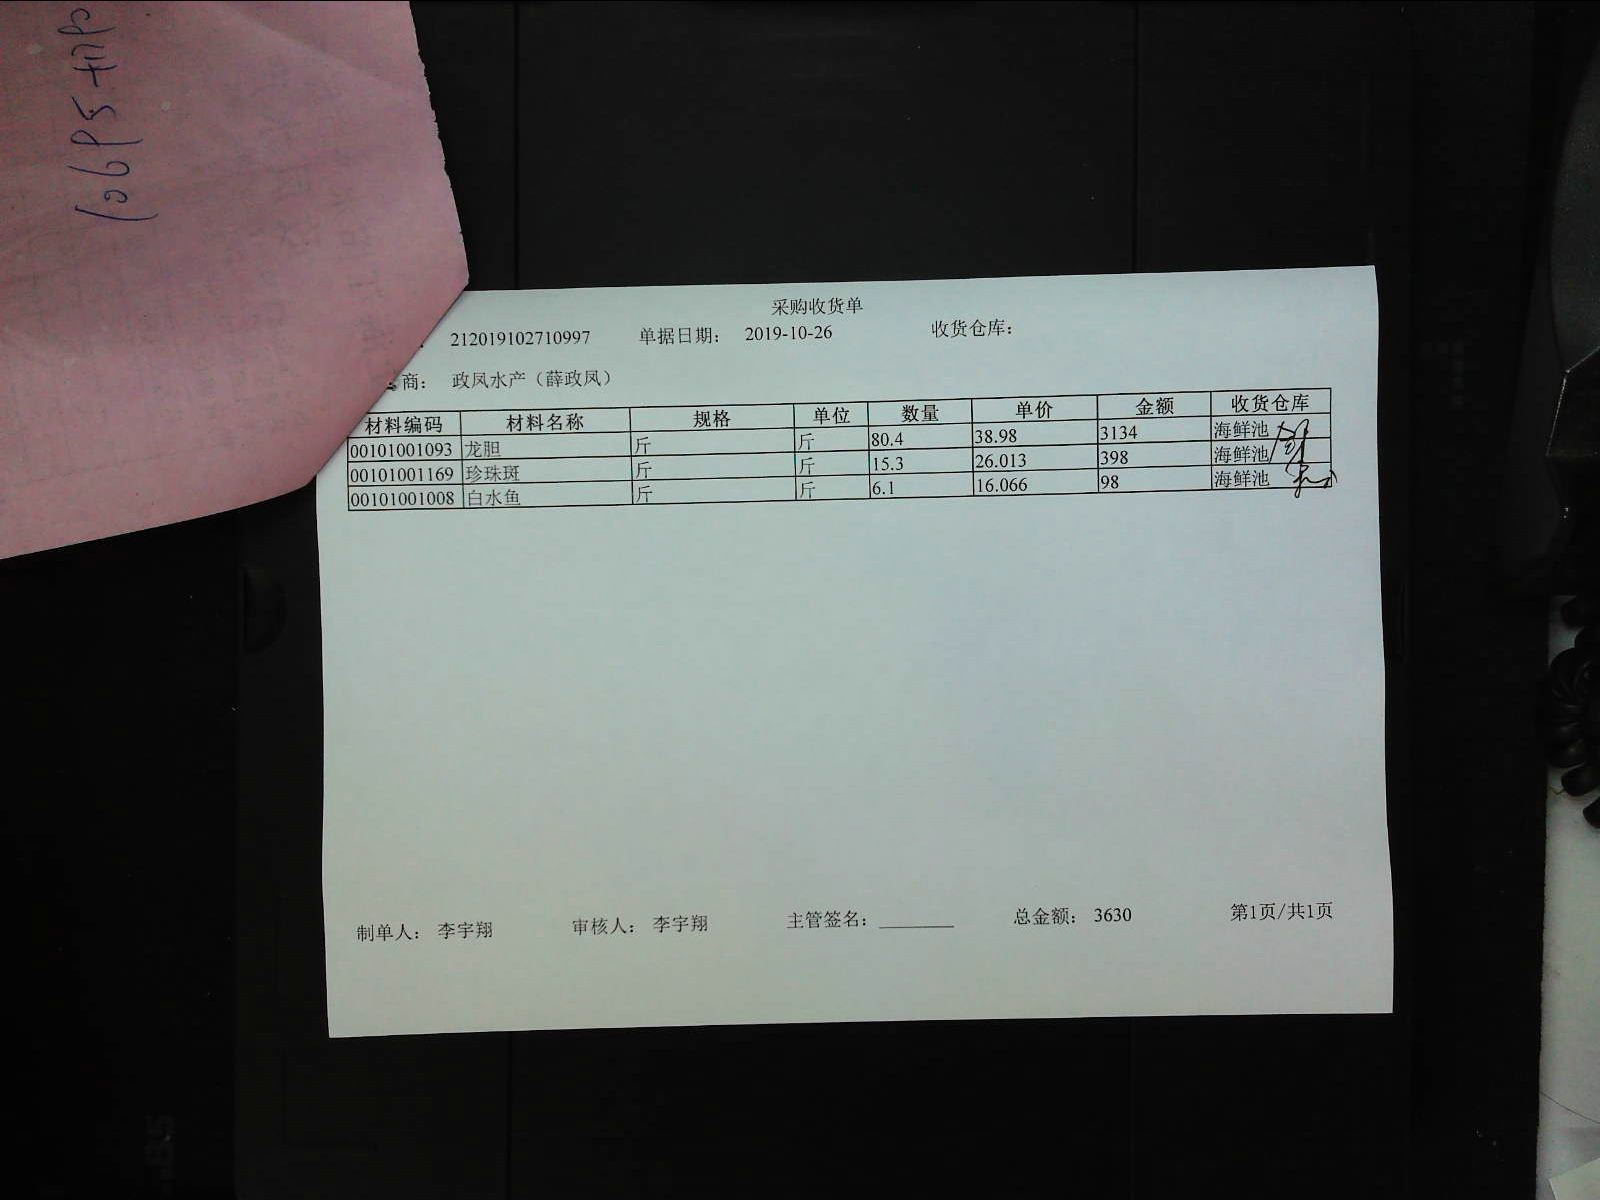 采购收货单
212019102710997 单据日期： 2019-10-26 收货仓库：
商： 政凤水产（薛政凤）
材料编码 材料名称 规格 单位 数量 单价 金额 收货仓库
00101001093 龙胆 斤 斤 80.4 38.98 3134 海鲜池
00101001169 珍珠斑 斤 斤 15.3 26.013 398 海鲜池
00101001008 白水鱼 斤 斤 6.1 16.066 98 海鲜池
制单人： 李宇翔 审核人： 李宇翔 主管签名：________ 总金额： 3630 第1页/共1页